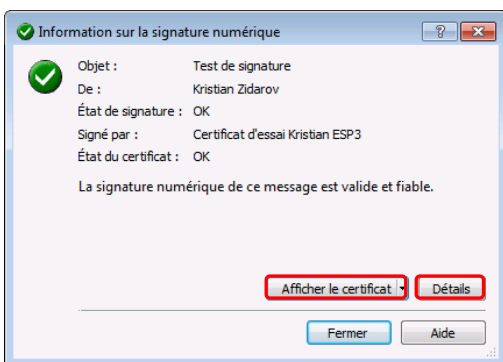 Information sur la signature numérique
Objet : Test de signature
De : Kristian Zidarov
État de signature : OK
Signé par : Certificat d'essai Kristian ESP3
État du certificat : OK
La signature numérique de ce message est valide et fiable.
Afficher le certificat Détails
Fermer Aide